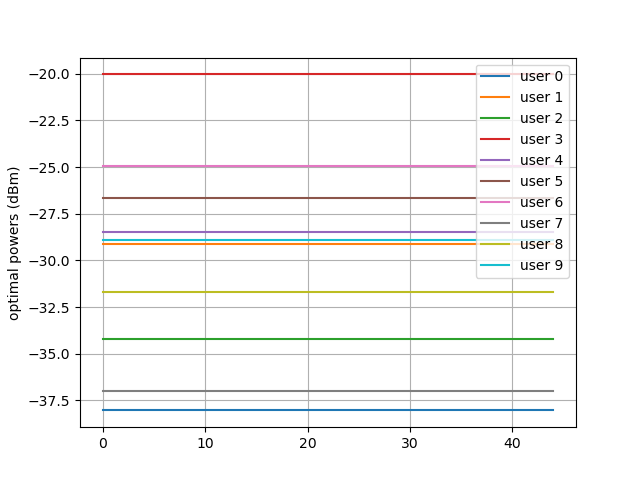 optimal powers (dBm)
−20.0
−22.5
−25.0
−27.5
−30.0
−32.5
−35.0
−37.5
0
10
20
30
40
user 0
user 1
user 2
user 3
user 4
user 5
user 6
user 7
user 8
user 9